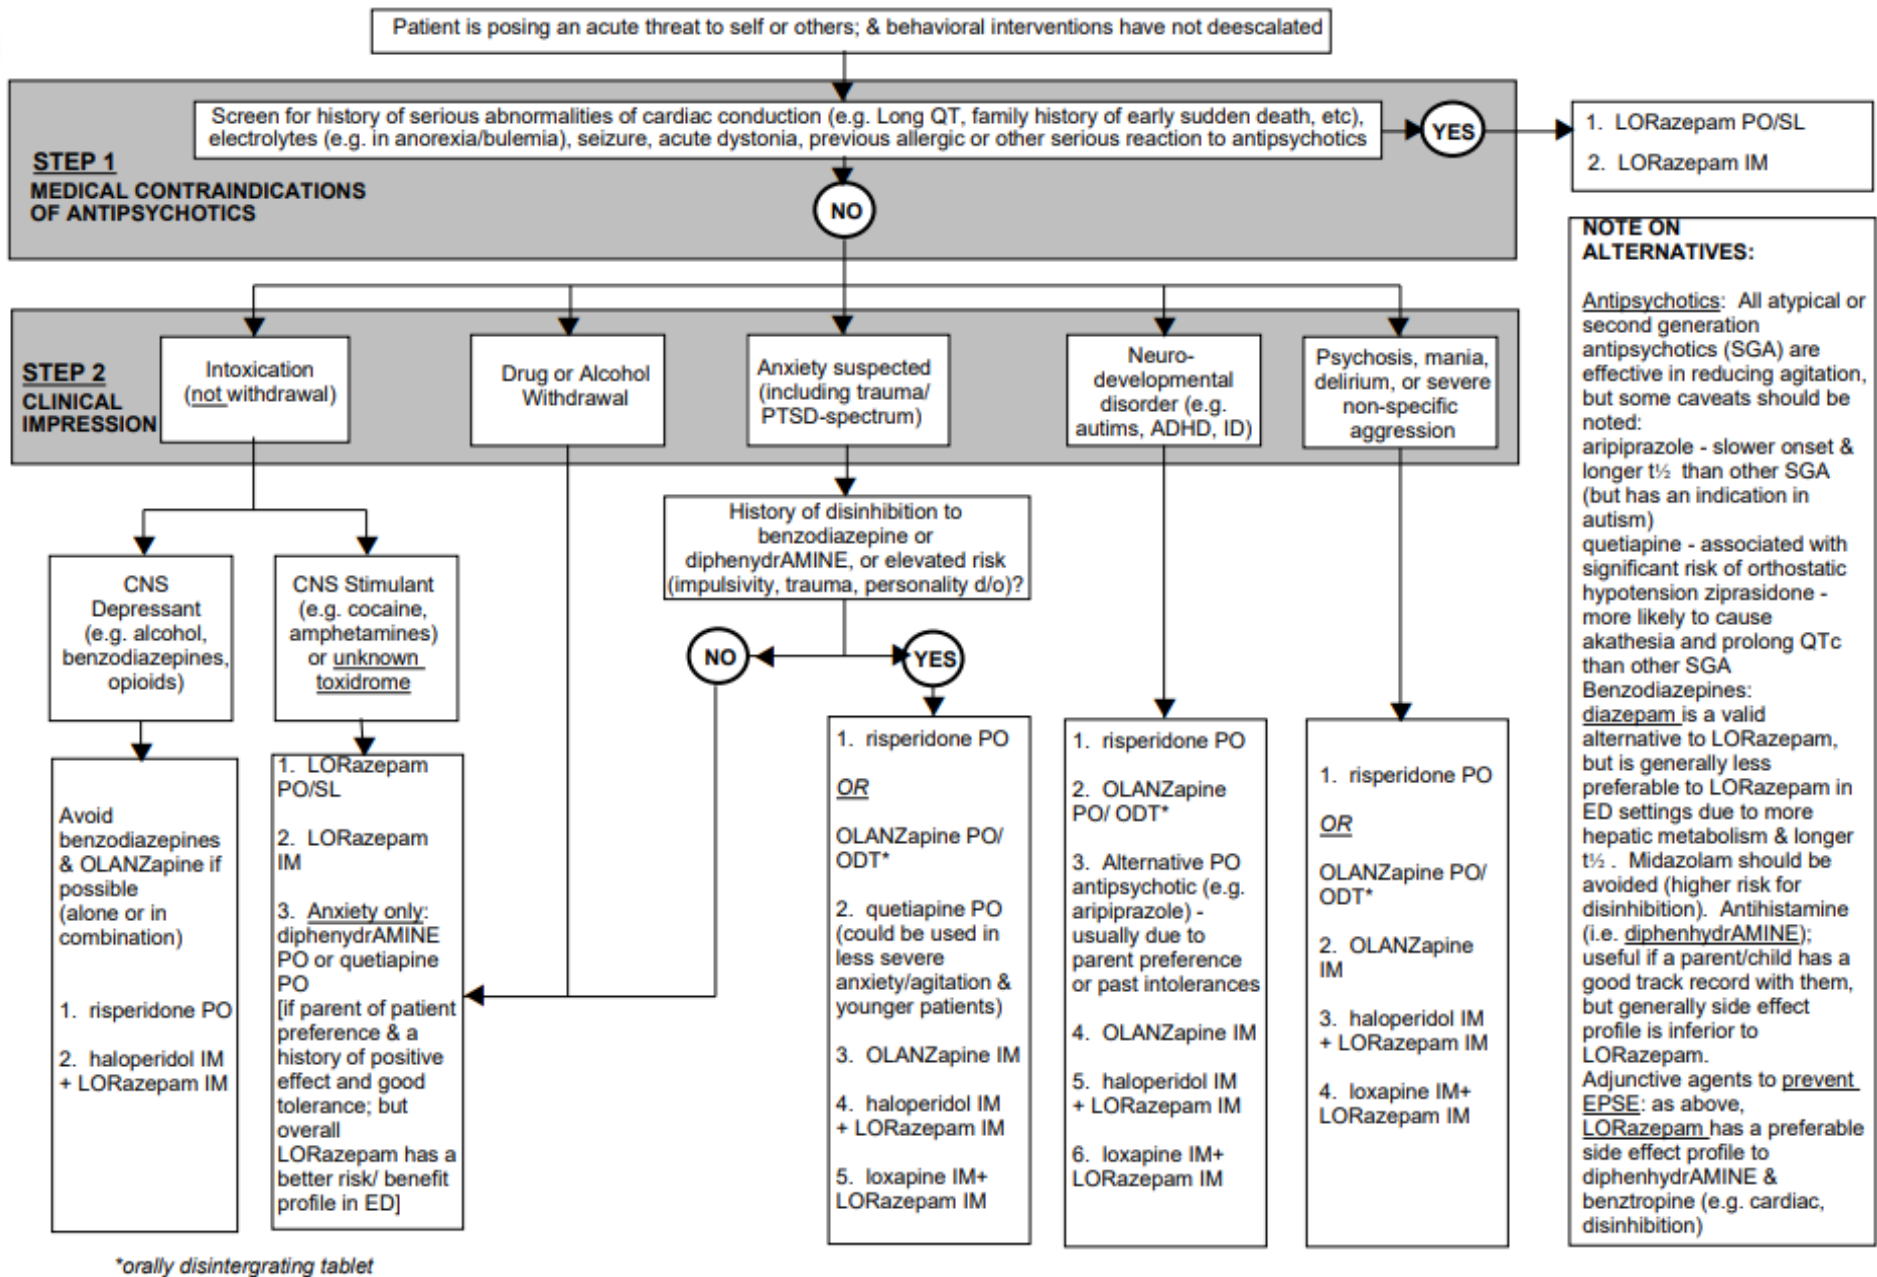 Patient is posing an acute threat to self or others; & behavioral interventions have not deescalated
Screen for history of serious abnormalities of cardiac conduction (e.g. Long QT, family history of early sudden death, etc),
electrolytes (e.g. in anorexia/bulemia), seizure, acute dystonia, previous allergic or other serious reaction to antipsychotics
YES
1. LORazepam PO/SL
2. LORazepam IM
STEP 1
MEDICAL CONTRAINDICATIONS
OF ANTIPSYCHOTICS
NO
STEP 2
CLINICAL
IMPRESSION
Intoxication
(not withdrawal)
Drug or Alcohol
Withdrawal
Anxiety suspected
(including trauma/
PTSD-spectrum)
Neuro-
developmental
disorder (e.g.
autims, ADHD, ID)
Psychosis, mania,
delirium, or severe
non-specific
aggression
CNS
Depressant
(e.g. alcohol,
benzodiazepines,
opioids)
CNS Stimulant
(e.g. cocaine,
amphetamines)
or unknown
toxidrome
History of disinhibition to
benzodiazepine or
diphenydrAMINE, or elevated risk
(impulsivity, trauma, personality d/o)?
NO
YES
Avoid
benzodiazepines
& OLANZapine if
possible
(alone or in
combination)
1. risperidone PO
2. haloperidol IM
+ LORazepam IM
1. LORazepam
PO/SL
2. LORazepam
IM
3. Anxiety only:
diphenydrAMINE
PO or quetiapine
PO
[if parent of patient
preference & a
history of positive
effect and good
tolerance; but
overall
LORazepam has a
better risk/ benefit
profile in ED]
1. risperidone PO
OR
OLANZapine PO/
ODT*
2. quetiapine PO
(could be used in
less severe
anxiety/agitation &
younger patients)
3. OLANZapine IM
4. haloperidol IM
+ LORazepam IM
5. loxapine IM+
LORazepam IM
1. risperidone PO
2. OLANZapine
PO/ ODT*
3. Alternative PO
antipsychotic (e.g.
aripiprazole) -
usually due to
parent preference
or past intolerances
4. OLANZapine IM
5. haloperidol IM
+ LORazepam IM
6. loxapine IM+
LORazepam IM
1. risperidone PO
OR
OLANZapine PO/
ODT*
2. OLANZapine
IM
3. haloperidol IM
+ LORazepam IM
4. loxapine IM+
LORazepam IM
NOTE ON
ALTERNATIVES:
Antipsychotics: All atypical or
second generation
antipsychotics (SGA) are
effective in reducing agitation,
but some caveats should be
noted:
aripiprazole - slower onset &
longer t½ than other SGA
(but has an indication in
autism)
quetiapine - associated with
significant risk of orthostatic
hypotension ziprasidone -
more likely to cause
akathesia and prolong QTc
than other SGA
Benzodiazepines:
diazepam is a valid
alternative to LORazepam,
but is generally less
preferable to LORazepam in
ED settings due to more
hepatic metabolism & longer
t½ . Midazolam should be
avoided (higher risk for
disinhibition). Antihistamine
(i.e. diphenhydrAMINE);
useful if a parent/child has a
good track record with them,
but generally side effect
profile is inferior to
LORazepam.
Adjunctive agents to prevent
EPSE: as above,
LORazepam has a preferable
side effect profile to
diphenhydrAMINE &
benztropine (e.g. cardiac,
disinhibition)
*orally disintergrating tablet